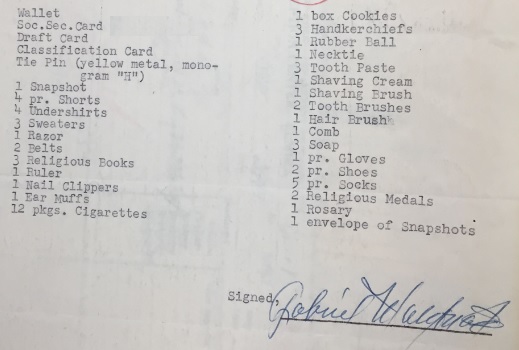 Wallet
Soc.Sec.Card
Draft Card
Classification Card
Tie Pin (yellow metal, mono-
gram "H")
1 Snapshot
4 pr. Shorts
4 Undershirts
3 Sweaters
1 Razor
2 Belts
3 Religious Books
1 Ruler
1 Nail Clippers
1 Ear Muffs
12 pkgs. Cigarettes
1 box Cookies
3 Handkerchiefs
1 Rubber Ball
1 Necktie
3 Tooth Paste
1 Shaving Cream
1 Shaving Brush
2 Tooth Brushes
1 Hair Brush
1 Comb
3 Soap
1 pr. Gloves
2 pr. Shoes
5 pr. Socks
2 Religious Medals
1 Rosary
1 envelope of Snapshots
Signed, Gabriel